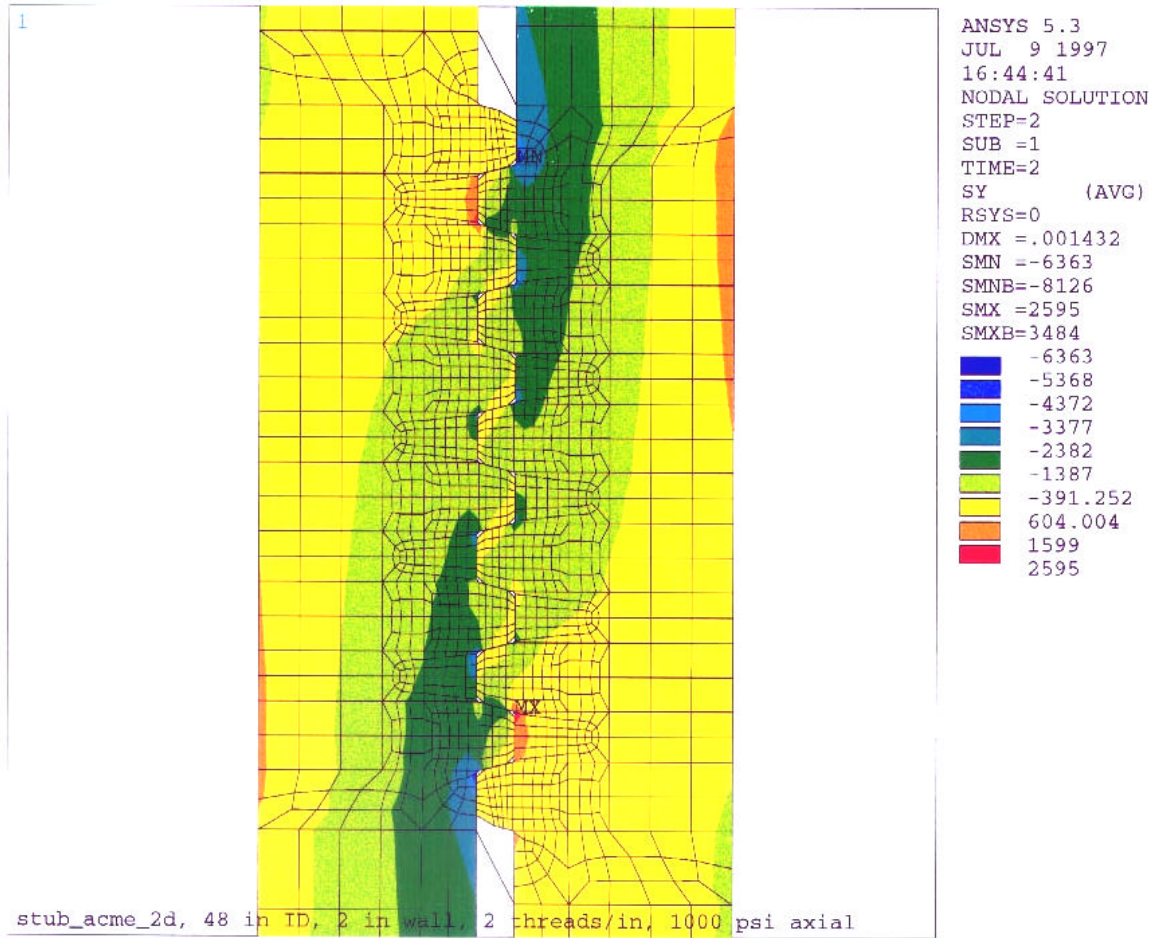 1
ANSYS 5.3
JUL 9 1997
16:44:41
NODAL SOLUTION
STEP=2
SUB =1
TIME=2
SY (AVG)
RSYS=0
DMX =.001432
SMN =-6363
SMNB=-8126
SMX =2595
SMXB=3484
-6363
-5368
-4372
-3377
-2382
-1387
-391.252
604.004
1599
2595
MN
MX
stub_acme_2d, 48 in ID, 2 in wall, 2 threads/in, 1000 psi axial